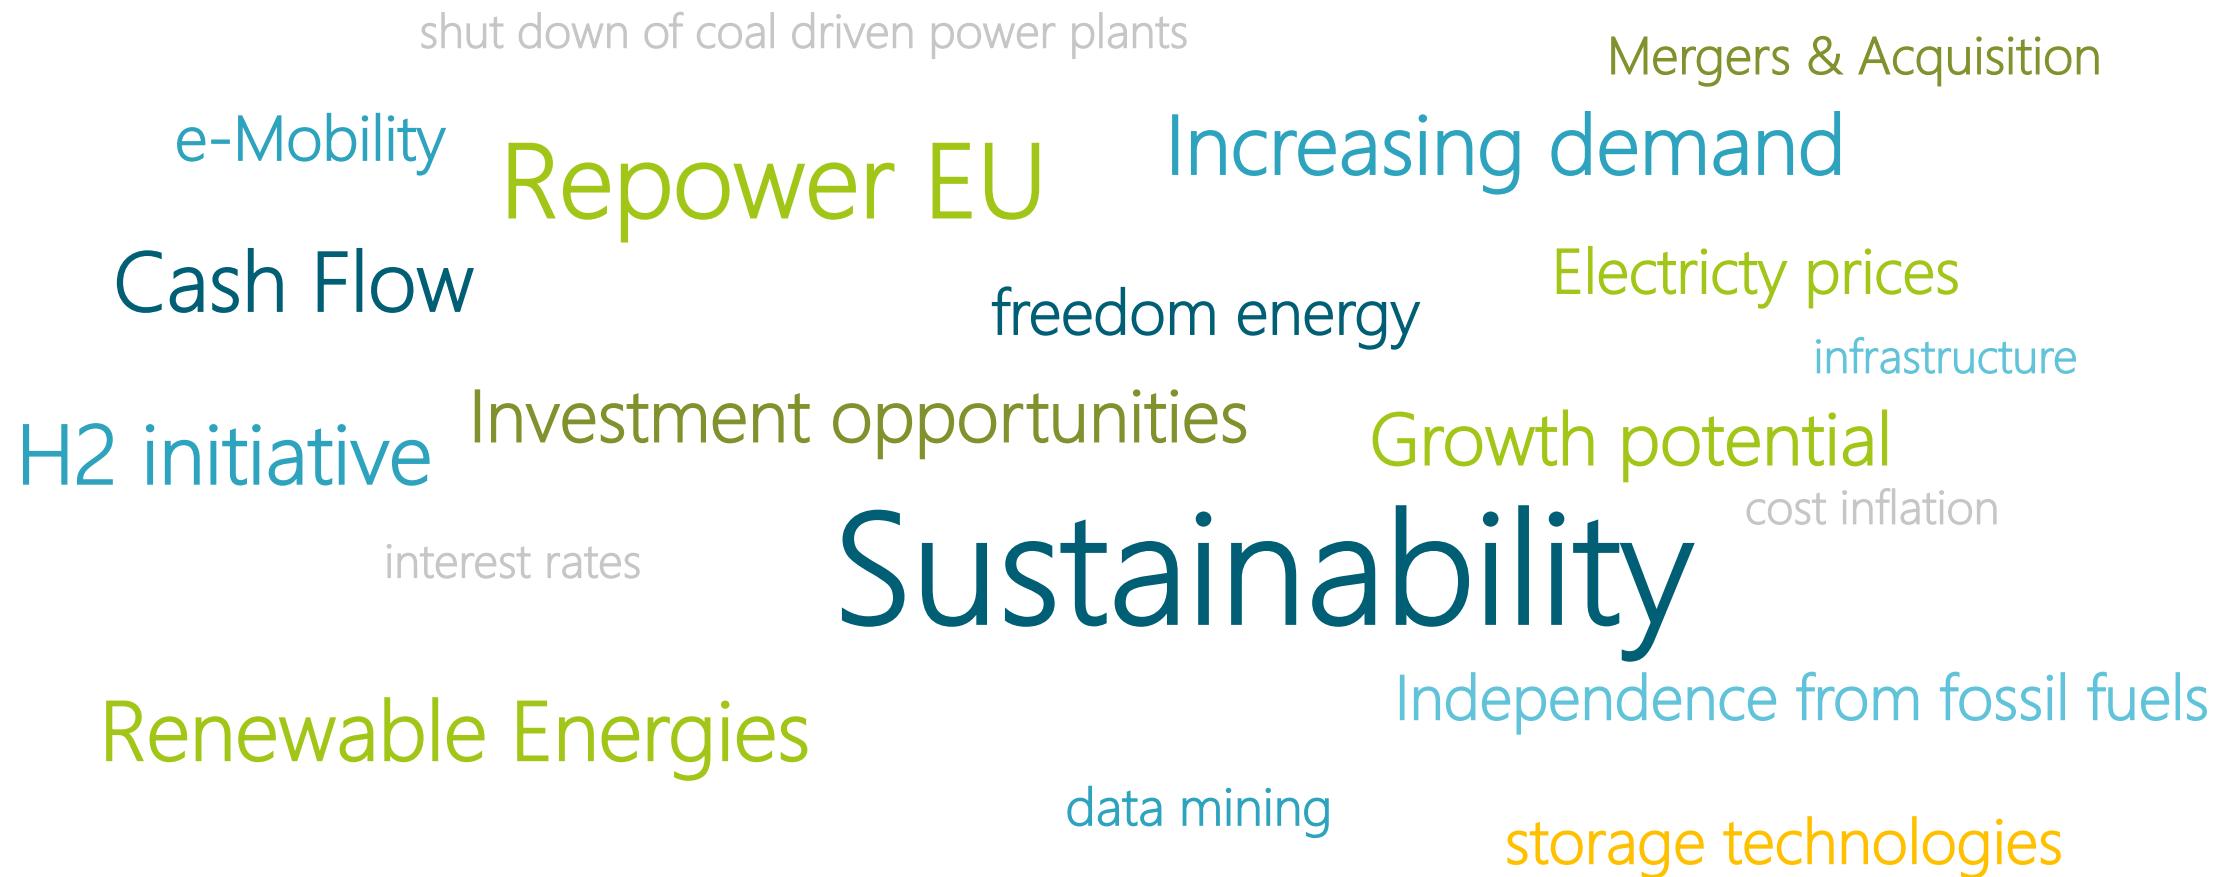 shut down of coal driven power plants
Mergers & Acquisition
e-Mobility
Repower EU
Increasing demand
Cash Flow
freedom energy
Electricty prices
infrastructure
H2 initiative
Investment opportunities
Growth potential
cost inflation
interest rates
Sustainability
Renewable Energies
Independence from fossil fuels
data mining
storage technologies